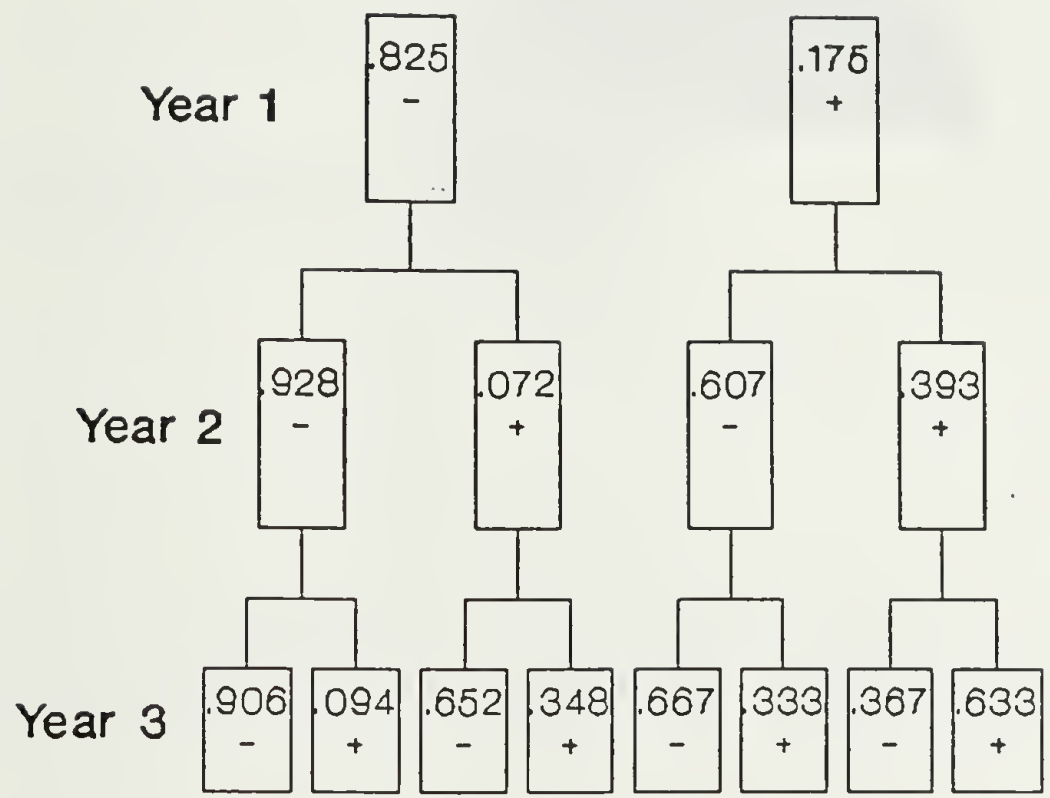 .825 .175
Year 1 - +
.928 .072 .607 .393
Year 2 - + - +
.906 .094 .652 .348 .667 .333 .367 .633
Year 3 - + - + - + - +